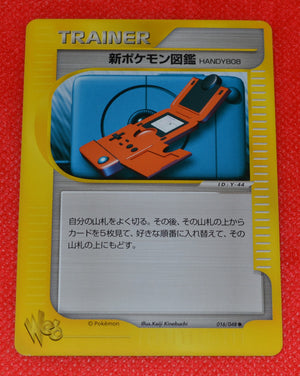 TRAINER
新ポケモン図鑑 HANDY808
ID:Y-44
自分の山札をよく切る。その後、その山札の上から
カードを5枚見て、好きな順番に入れ替えて、その
山札の上にもどす。
©Pokémon Illus.Keiji Kinebuchi 016/048 ●